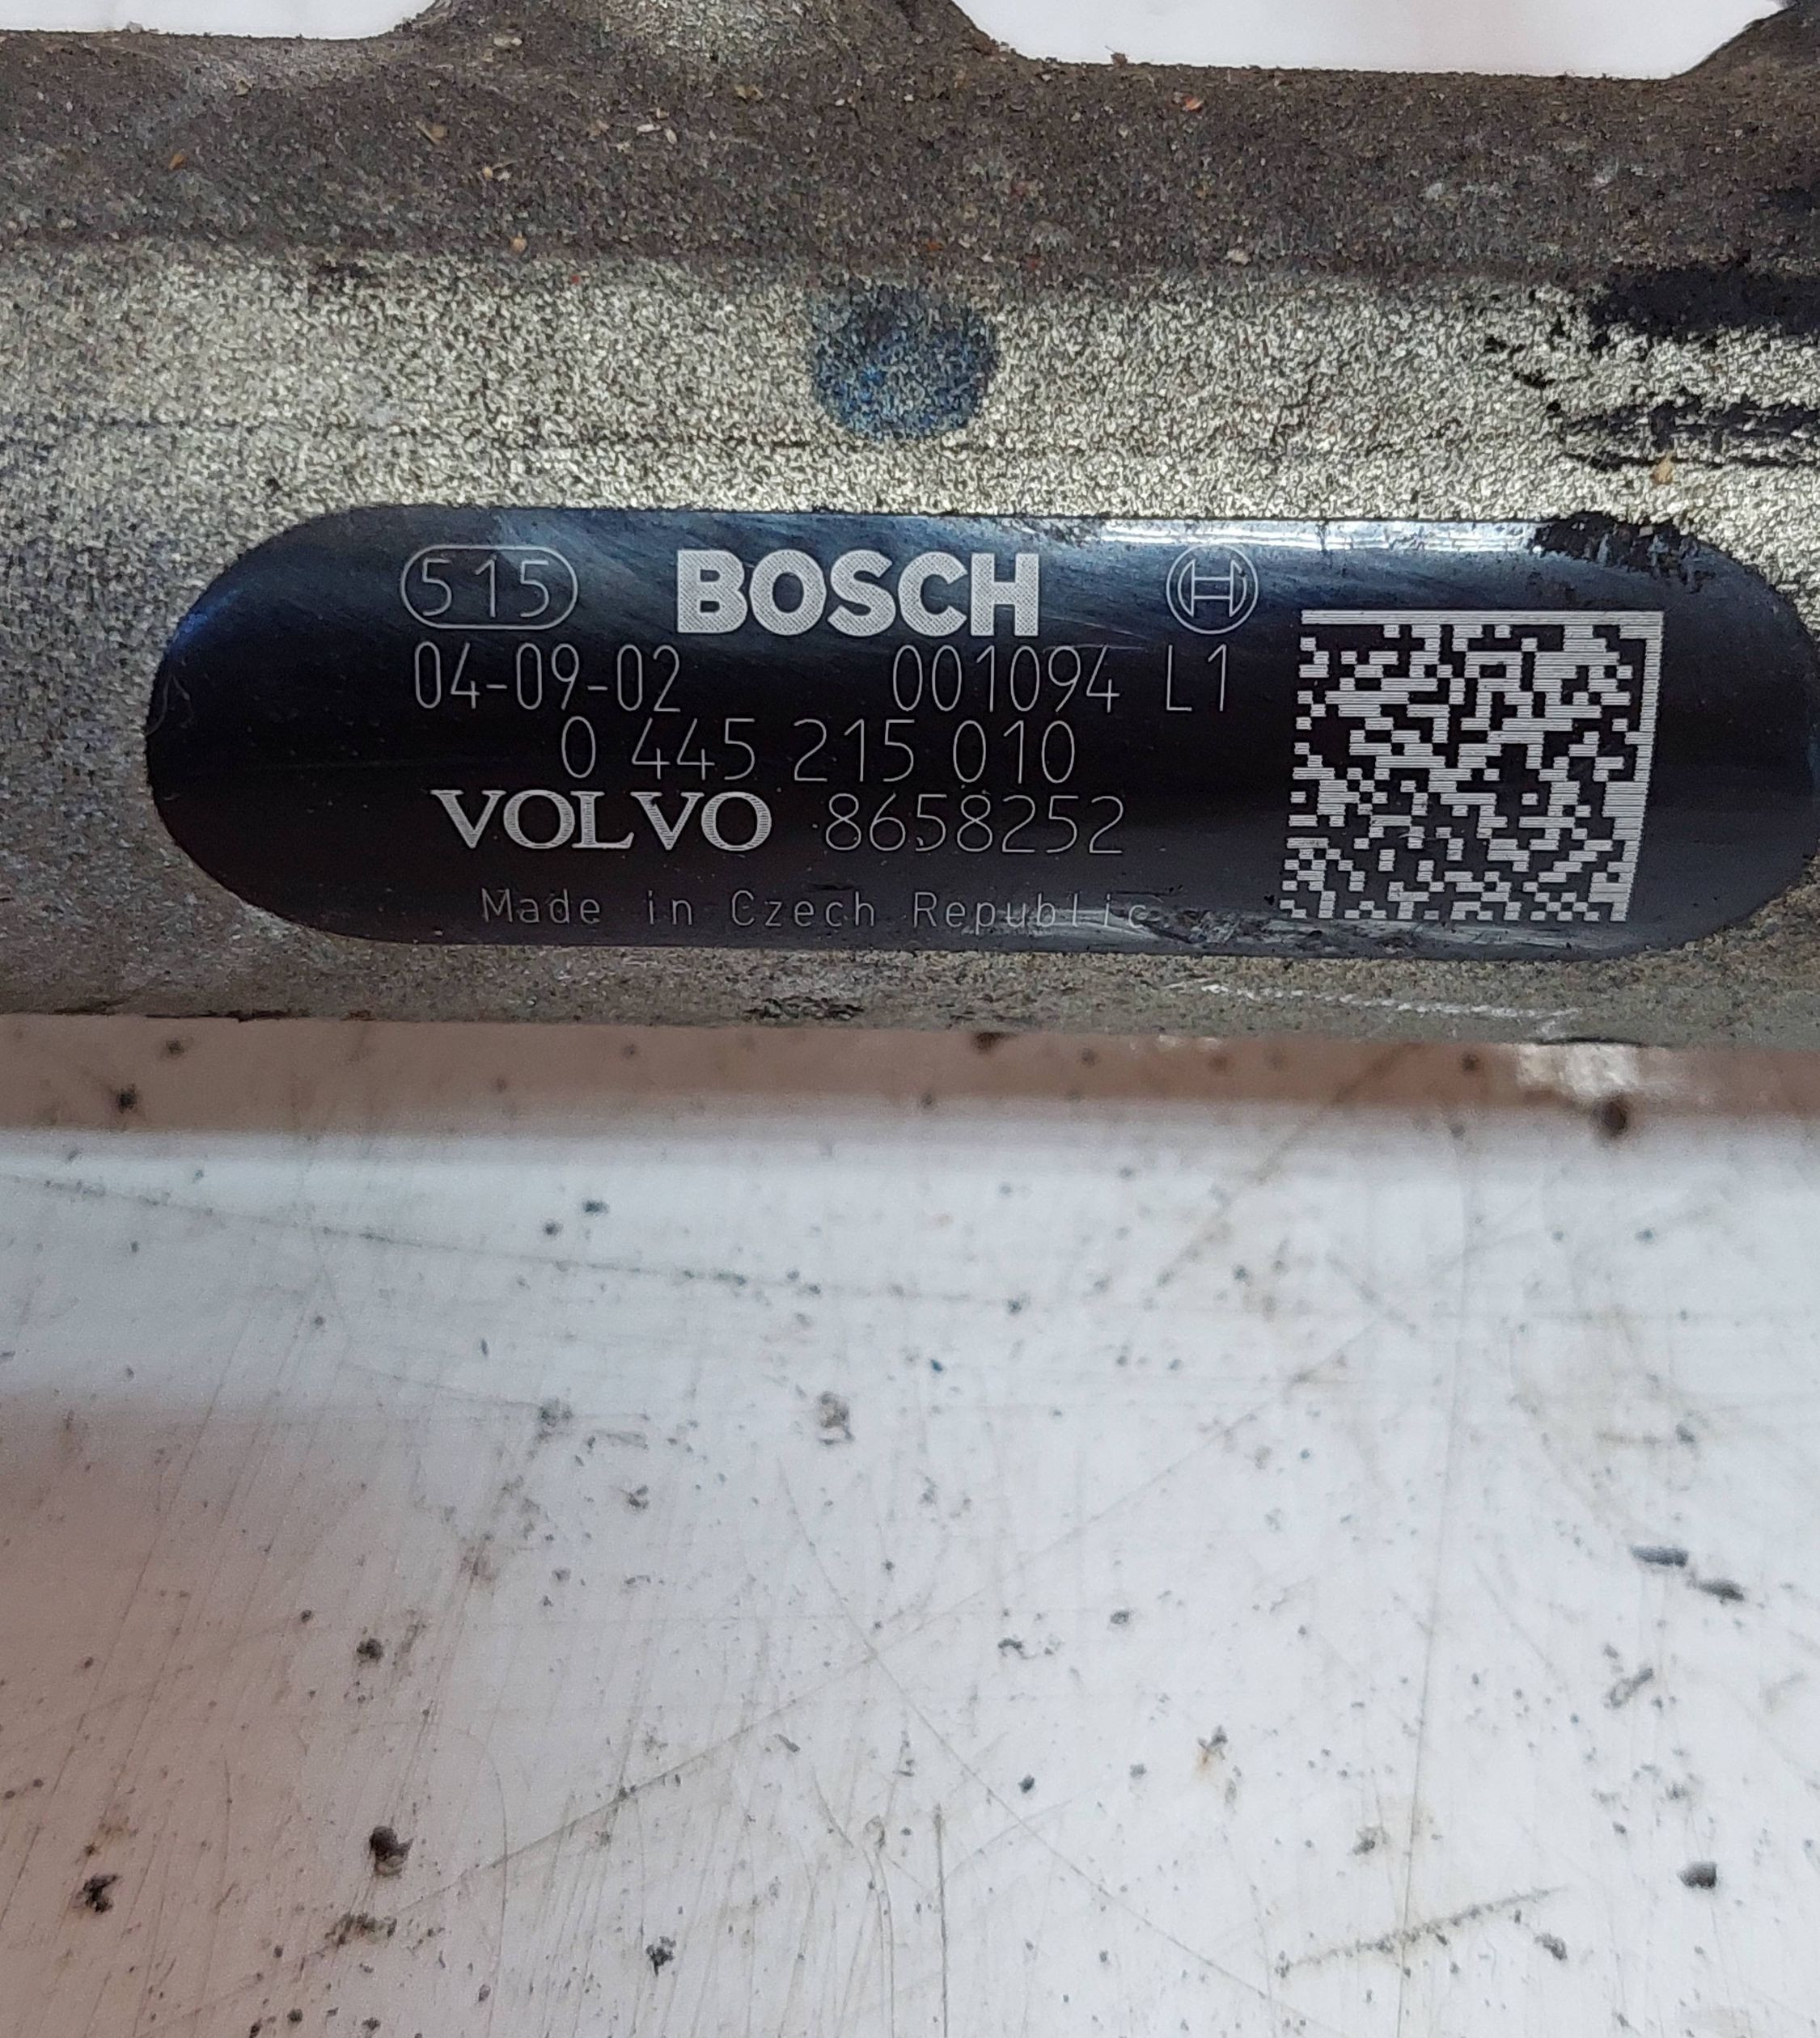 515 BOSCH
04-09-02 001094 L1
0 445 215 010
VOLVO 8658252
Made in Czech Republic